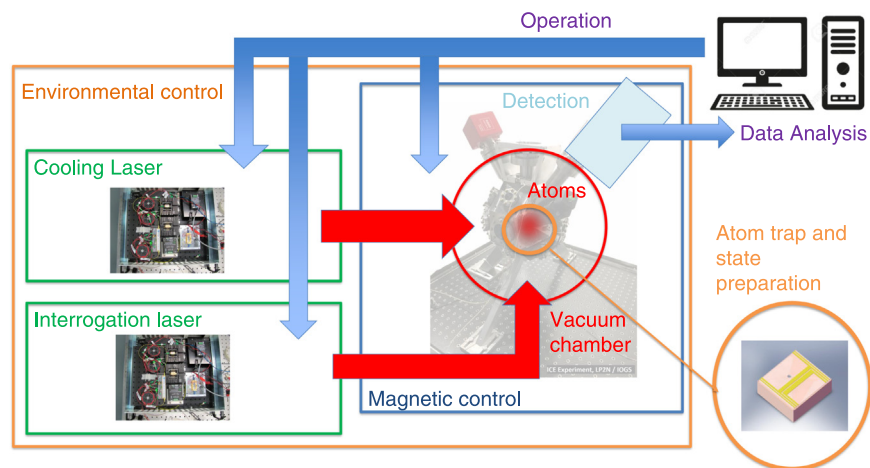 Operation
Environmental control
Detection
Data Analysis
Cooling Laser
Atoms
Atom trap and
state
preparation
Interrogation laser
Vacuum
chamber
ICE Experiment, LP2N / IOGS
Magnetic control